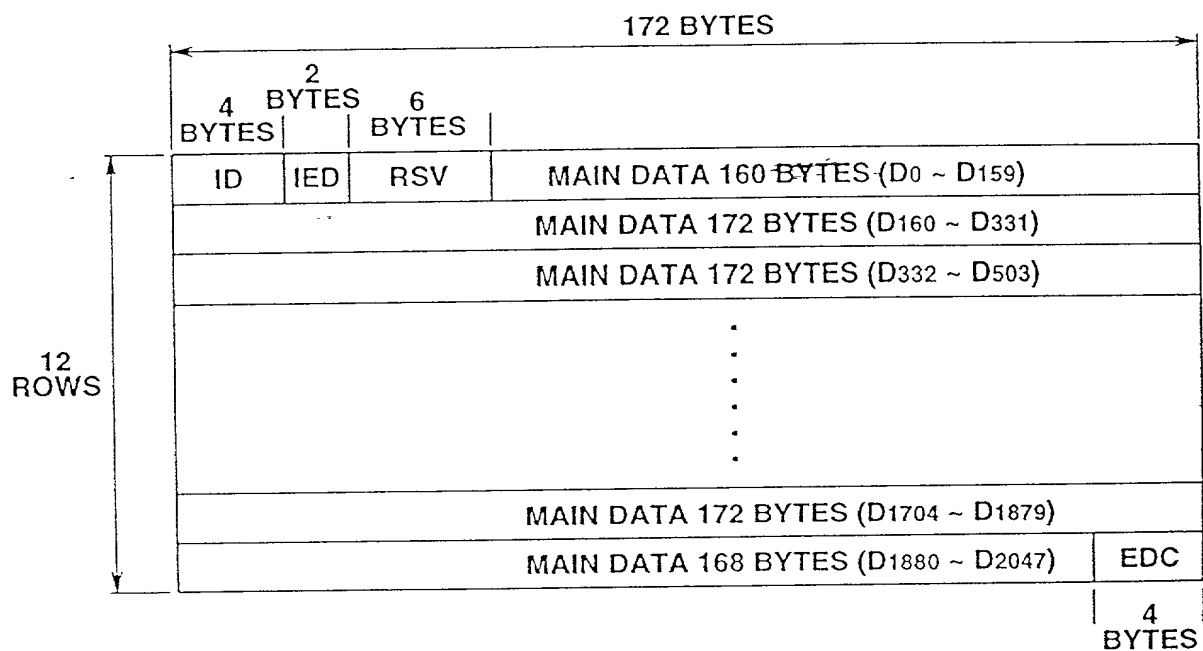 172 BYTES
4 BYTES
2 BYTES
6 BYTES
ID IED RSV MAIN DATA 160 BYTES (D0 ~ D159)
MAIN DATA 172 BYTES (D160 ~ D331)
MAIN DATA 172 BYTES (D332 ~ D503)
12 ROWS
MAIN DATA 172 BYTES (D1704 ~ D1879)
MAIN DATA 168 BYTES (D1880 ~ D2047) EDC
4 BYTES